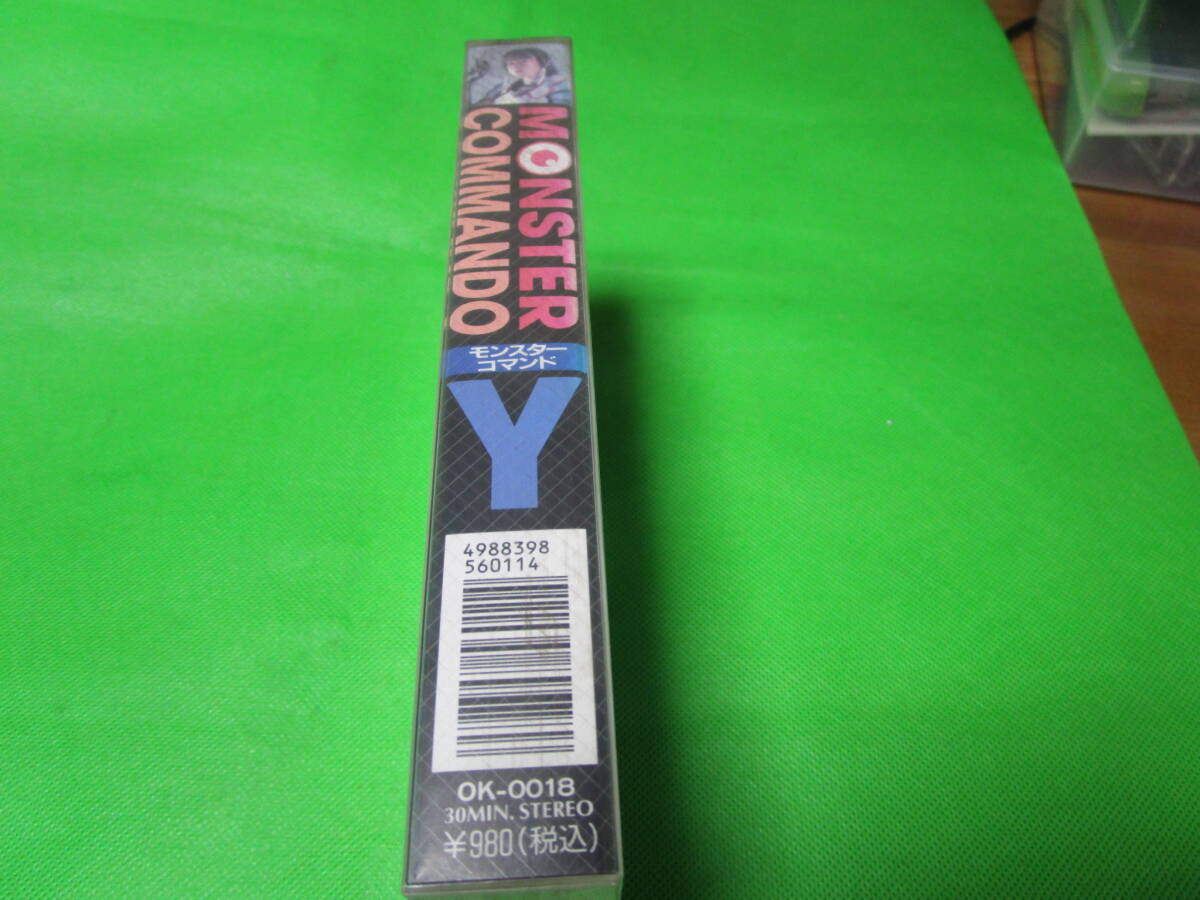 MONSTER
COMMANDO
モンスター
コマンド
Y
4988398
560114
OK-0018
30MIN. STEREO
¥980(税込)